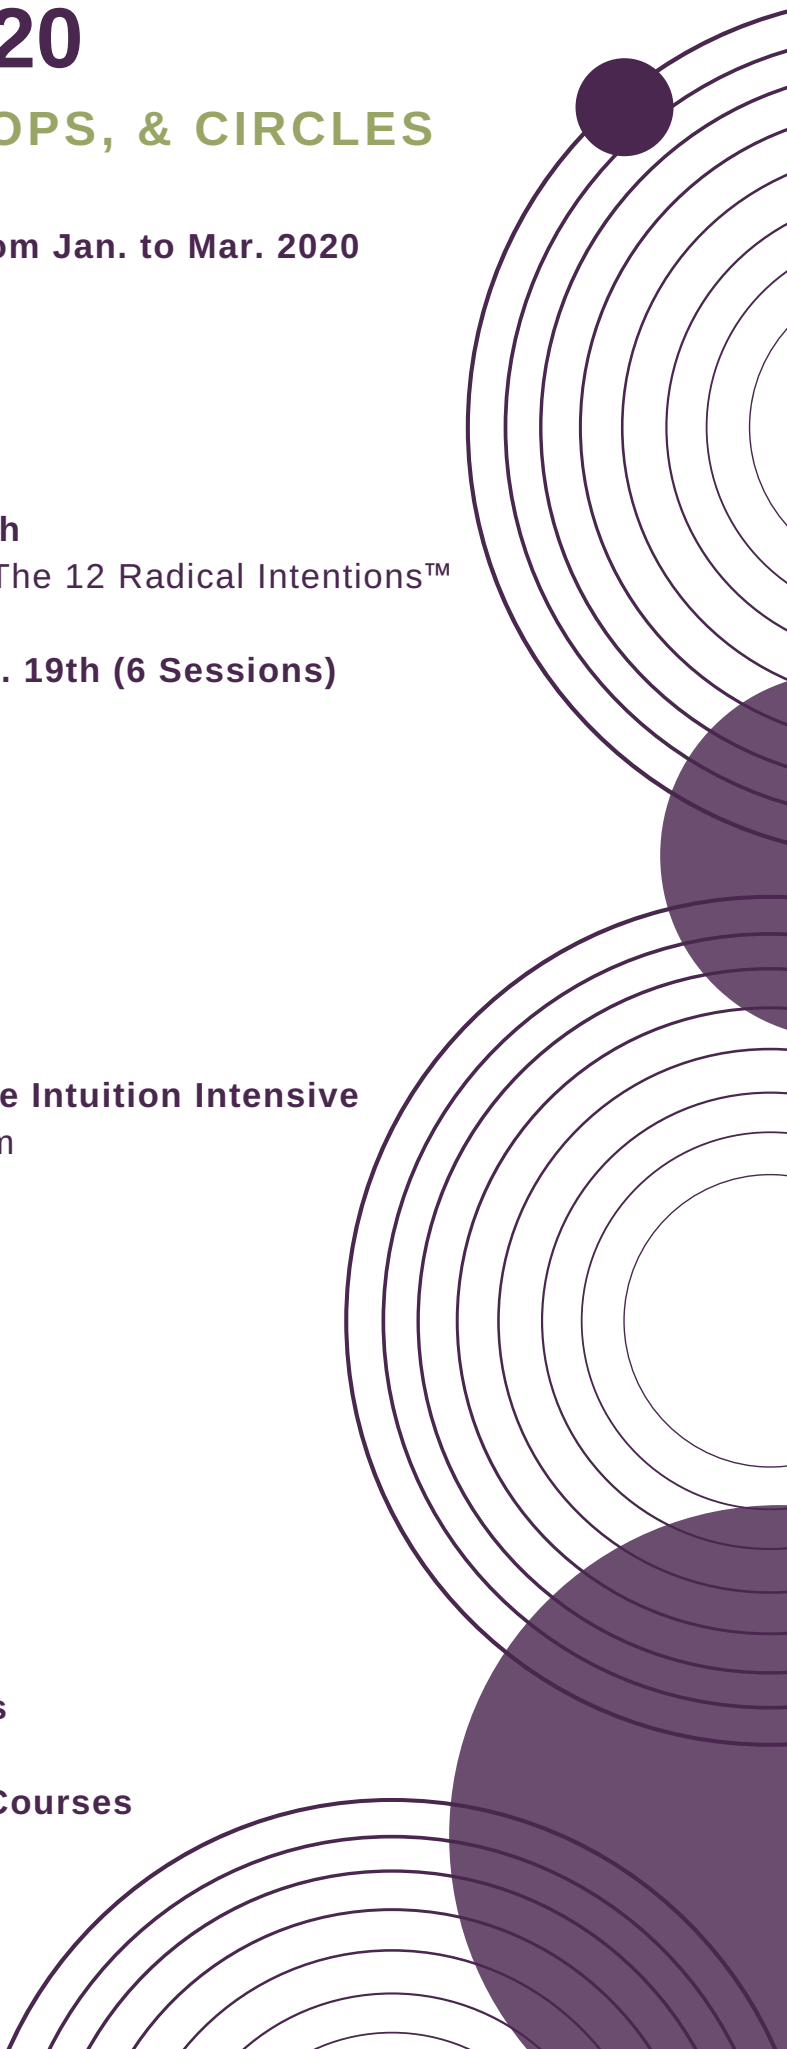 20
OPS, & CIRCLES
om Jan. to Mar. 2020
h
The 12 Radical Intentions™
. 19th (6 Sessions)
e Intuition Intensive
m
s
Courses